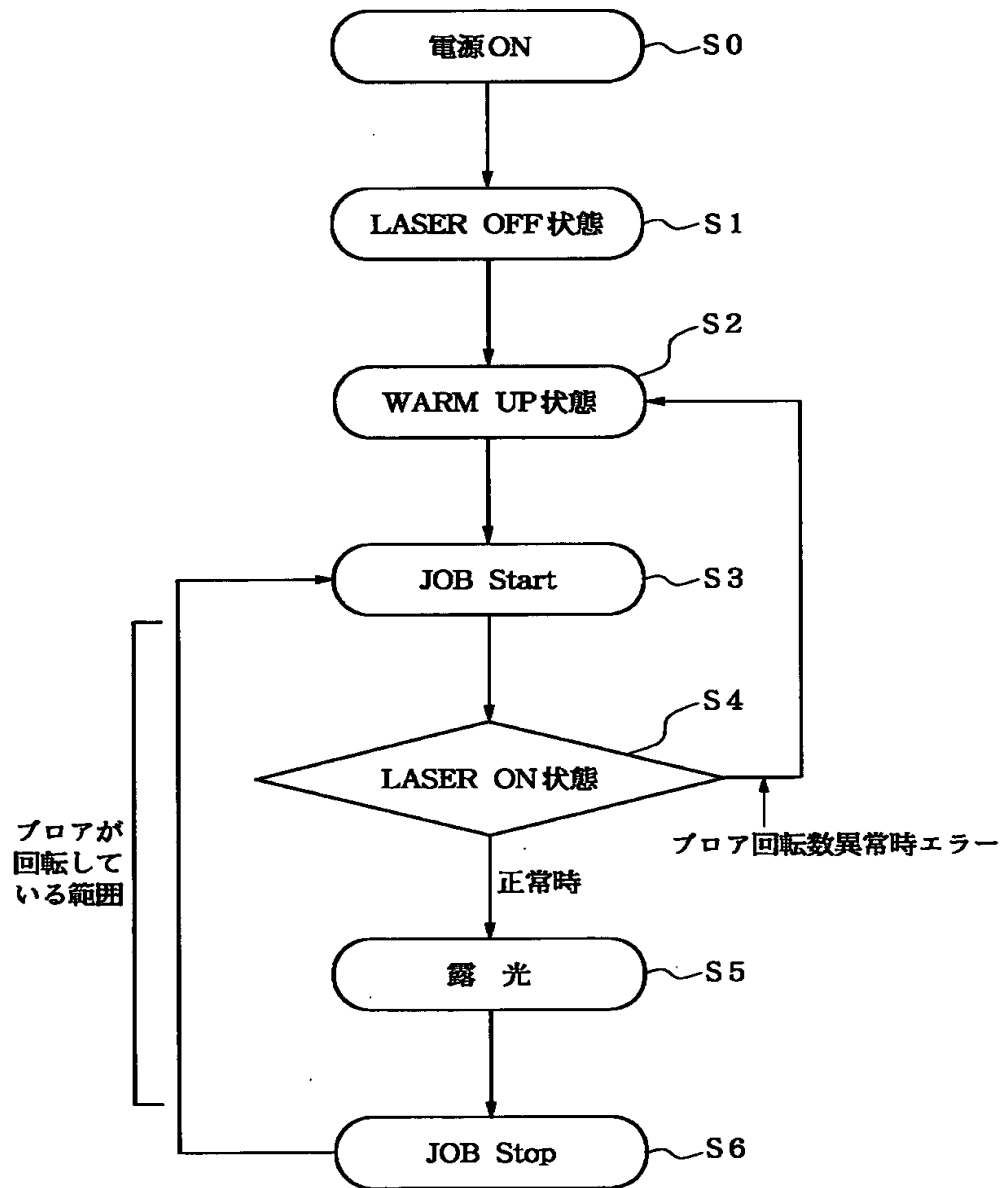 電源ON
S0
LASER OFF状態
S1
S2
WARM UP状態
JOB Start
S3
S4
LASER ON状態
ブロア回転数異常時エラー
ブロアが
回転して
いる範囲
正常時
露 光
S5
JOB Stop
S6